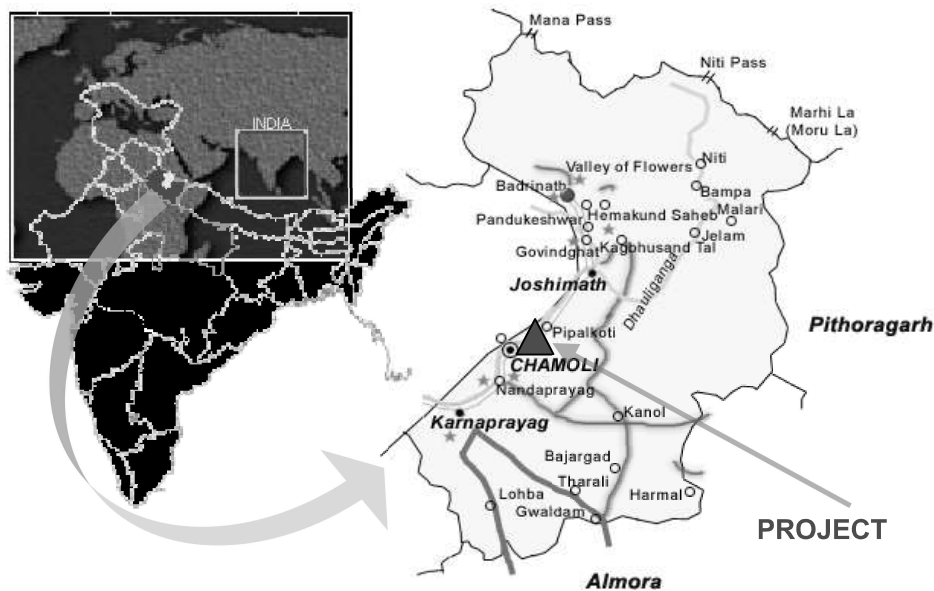 Mana Pass
Niti Pass
Marhi La
(Moru La)
INDIA
Valley of Flowers
Niti
Badrinath
Bampa
Pandukeshwar
Hemakund Saheb
Malari
Govindghat
Kagbhusand Tal
Jelam
Joshimath
Dhauliganga
Pipalkoti
Pithoragarh
CHAMOLI
Nandaprayag
Karnaprayag
Kanol
Bajargad
Tharali
Lohba
Harmal
Gwaldam
PROJECT
Almora